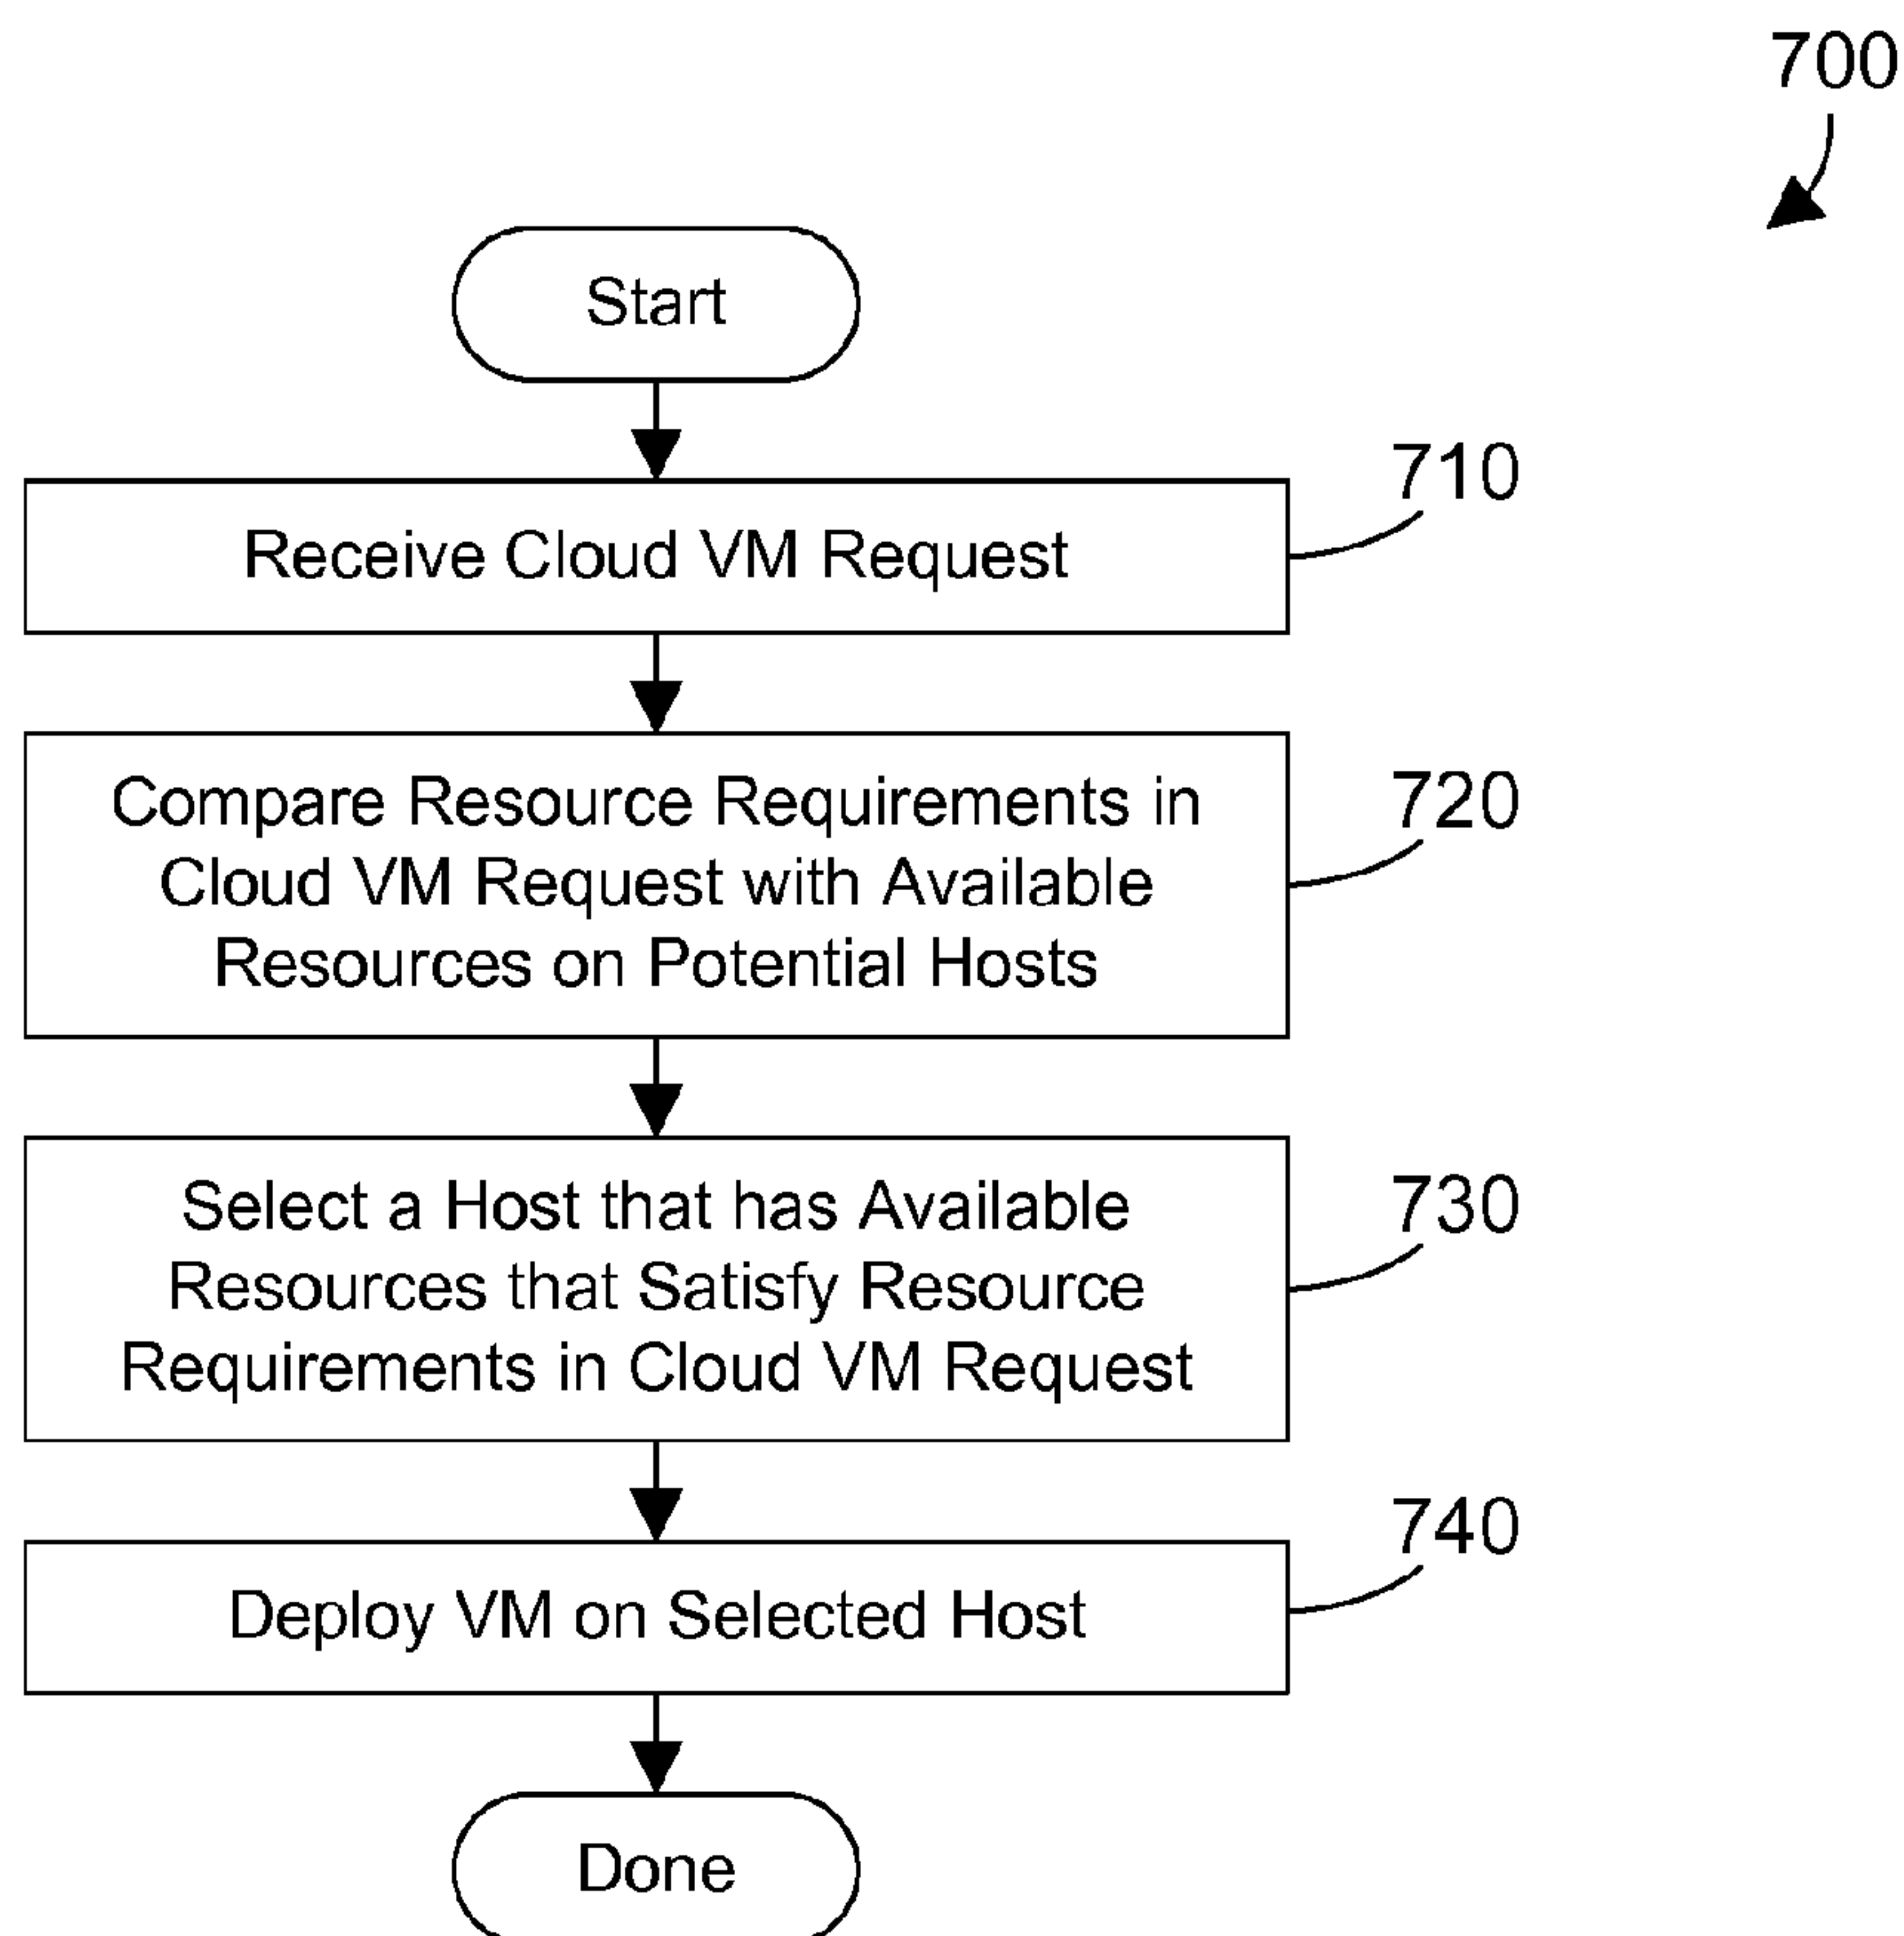 700
Start
710
Receive Cloud VM Request
720
Compare Resource Requirements in
Cloud VM Request with Available
Resources on Potential Hosts
730
Select a Host that has Available
Resources that Satisfy Resource
Requirements in Cloud VM Request
740
Deploy VM on Selected Host
Done